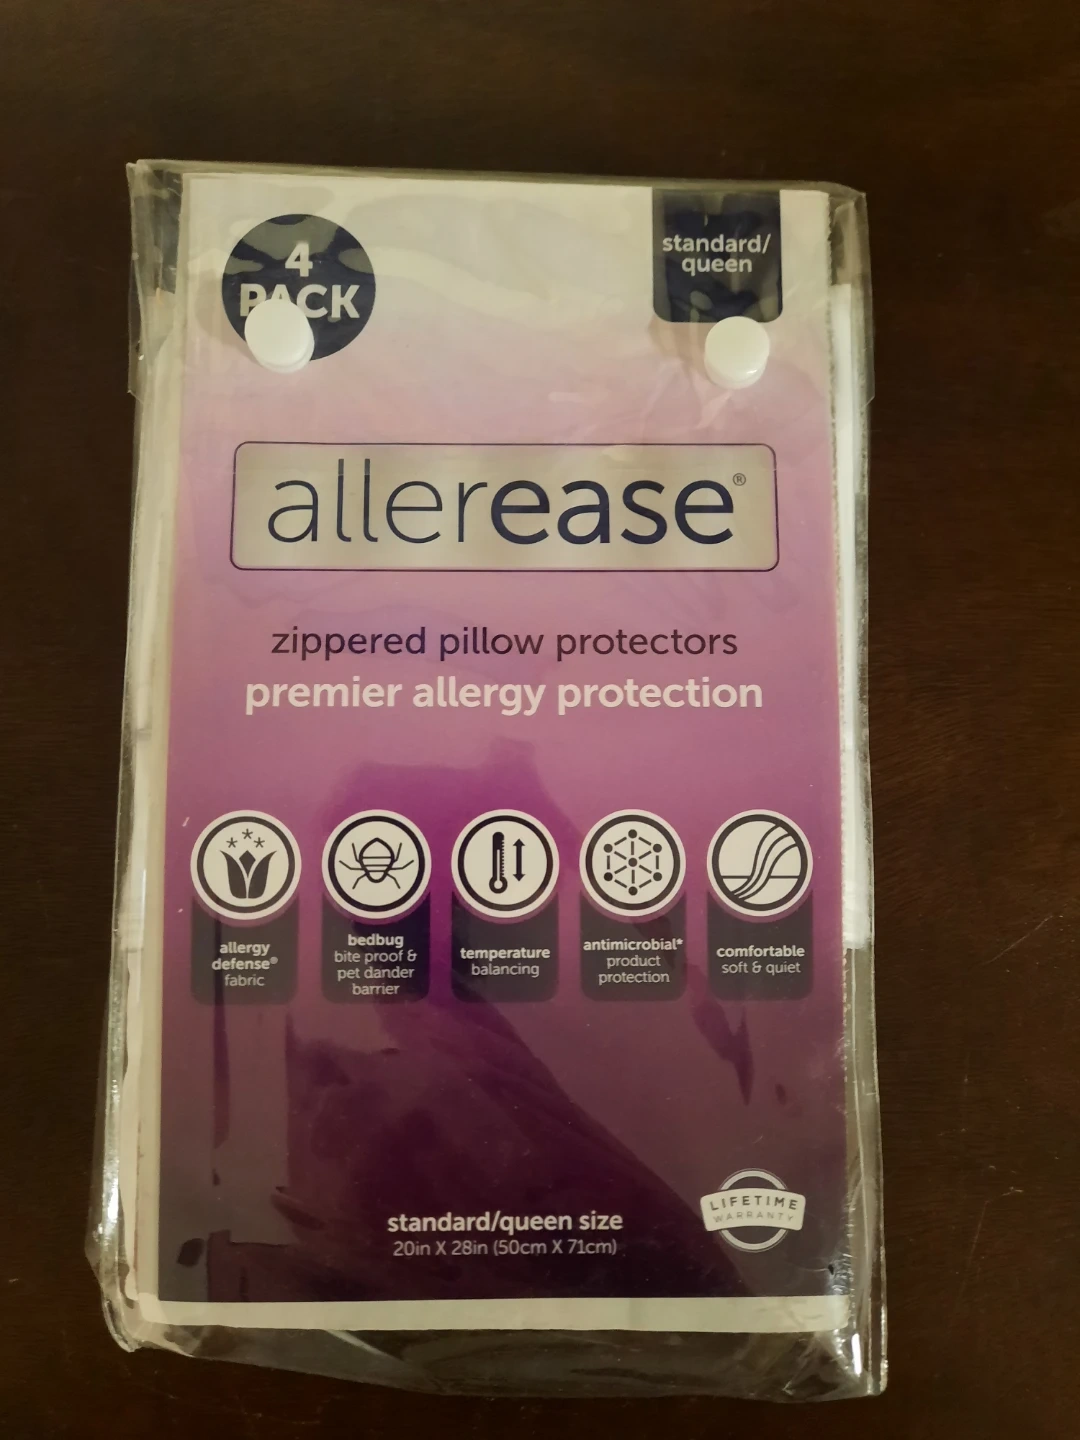 4
PACK
standard/
queen
allerease®
zippered pillow protectors
premier allergy protection
allergy
defense®
fabric
bedbug
bite proof &
pet dander
barrier
temperature
balancing
antimicrobial*
product
protection
comfortable
soft & quiet
LIFETIME
WARRANTY
standard/queen size
20in X 28in (50cm X 71cm)